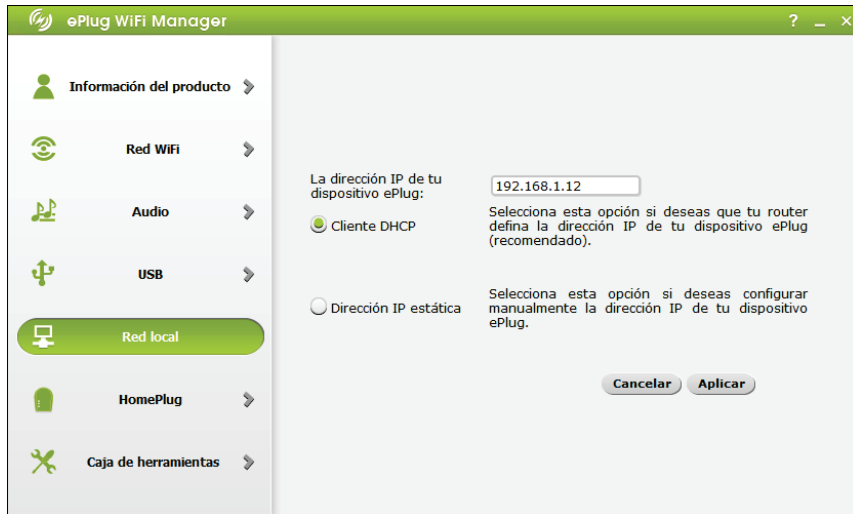 ePlug WiFi Manager
? _ ×
Información del producto
Red WiFi
Audio
USB
Red local
HomePlug
Caja de herramientas
La dirección IP de tu
dispositivo ePlug:
192.168.1.12
Cliente DHCP
Selecciona esta opción si deseas que tu router
defina la dirección IP de tu dispositivo ePlug
(recomendado).
Dirección IP estática
Selecciona esta opción si deseas configurar
manualmente la dirección IP de tu dispositivo
ePlug.
Cancelar Aplicar